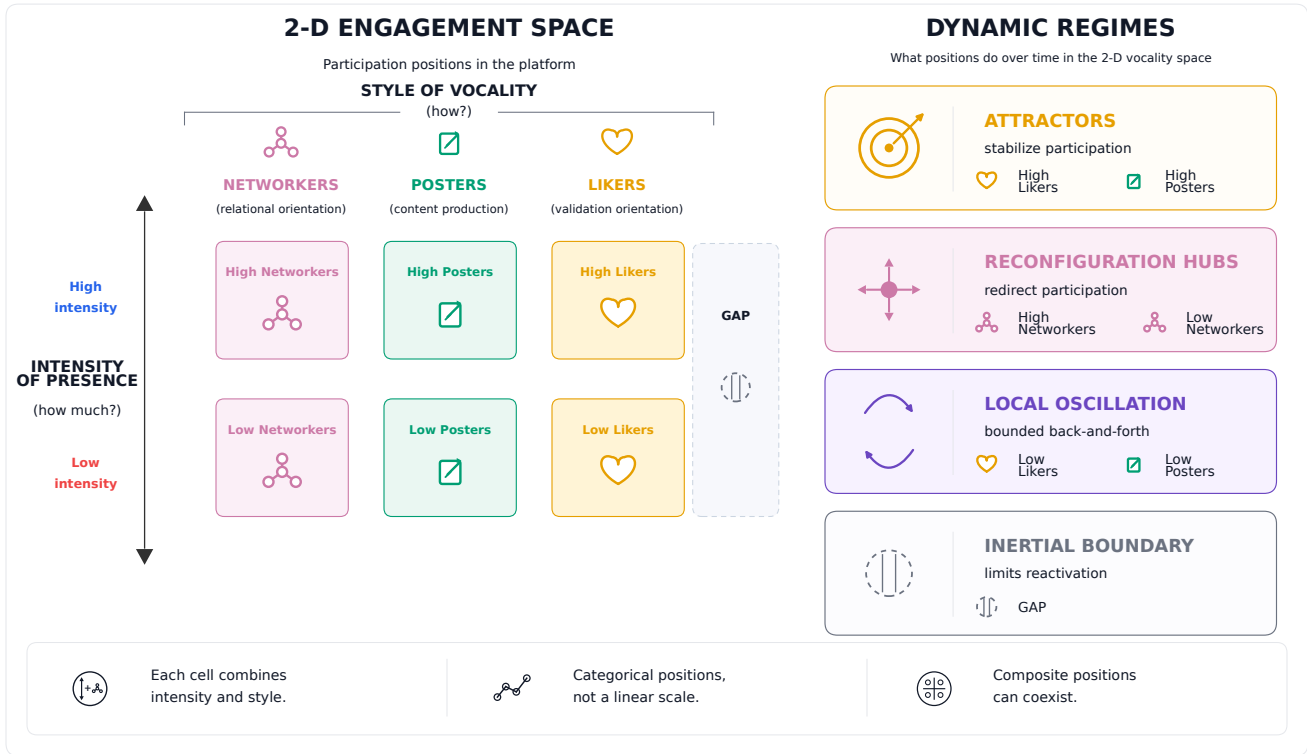 2-D ENGAGEMENT SPACE
Participation positions in the platform
STYLE OF VOCALITY
(how?)
NETWORKERS
POSTERS
LIKERS
(relational orientation)
(content production)
(validation orientation)
High
intensity
INTENSITY
OF PRESENCE
(how much?)
Low
intensity
High Networkers
High Posters
High Likers
GAP
Low Networkers
Low Posters
Low Likers
DYNAMIC REGIMES
What positions do over time in the 2-D vocality space
ATTRACTORS
stabilize participation
High
Likers
High
Posters
RECONFIGURATION HUBS
redirect participation
High
Networkers
Low
Networkers
LOCAL OSCILLATION
bounded back-and-forth
Low
Likers
Low
Posters
INERTIAL BOUNDARY
limits reactivation
GAP
Each cell combines
intensity and style.
Categorical positions,
not a linear scale.
Composite positions
can coexist.